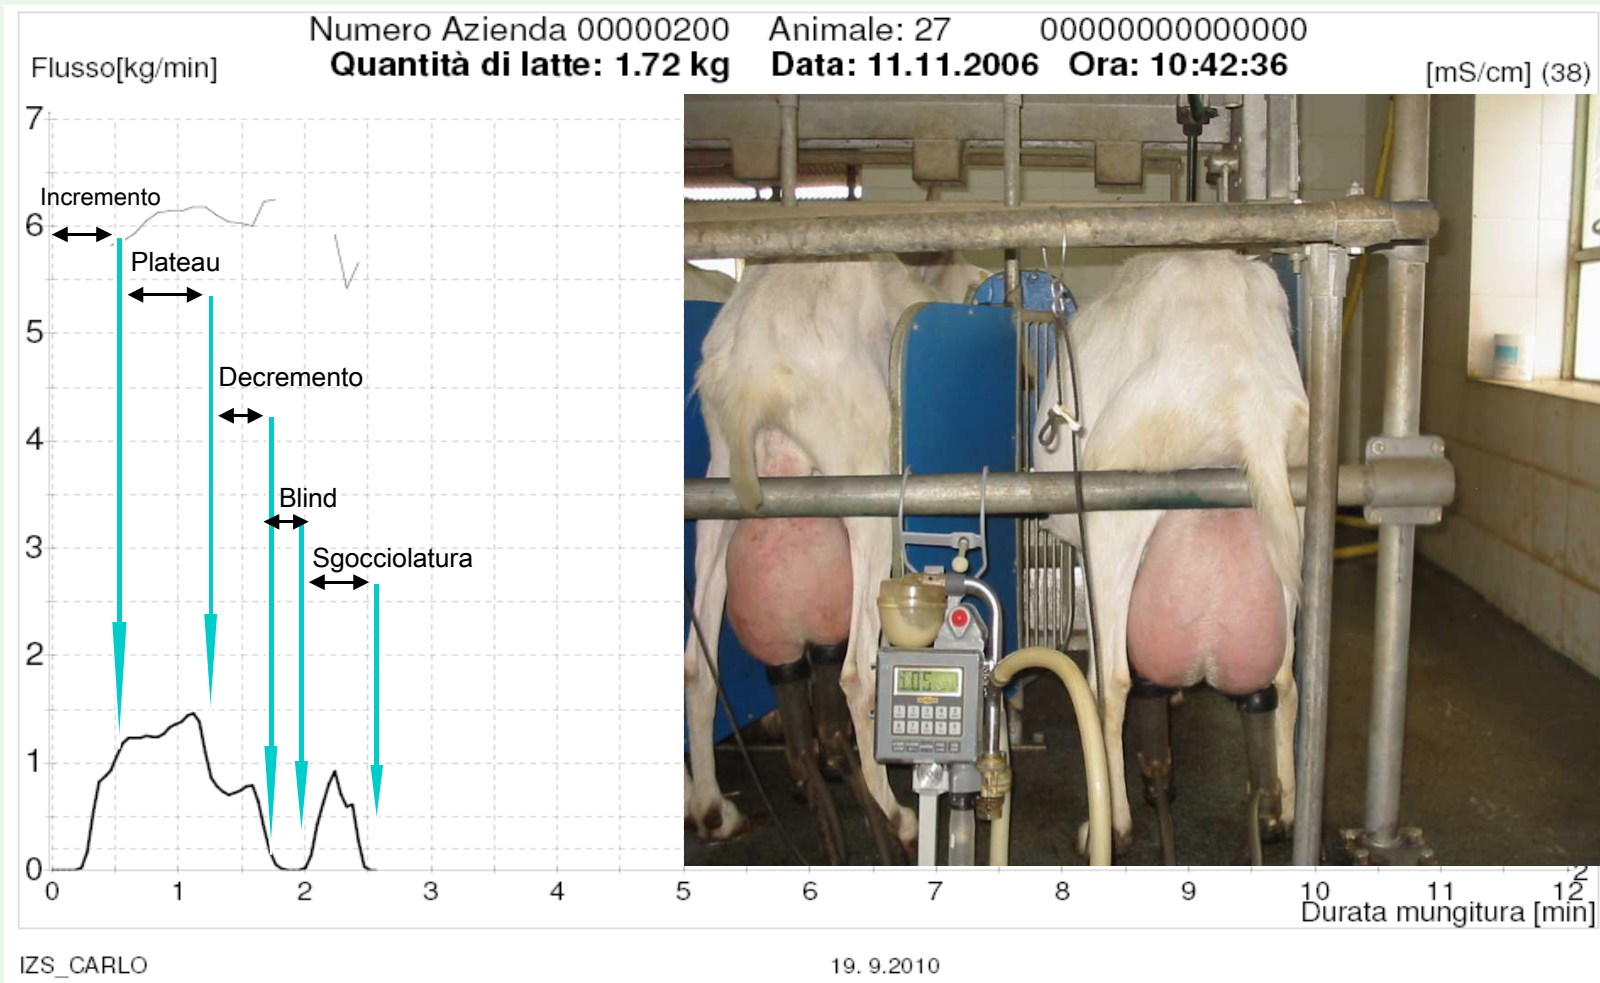 Numero Azienda 00000200 Animale: 27 00000000000000
Quantità di latte: 1.72 kg Data: 11.11.2006 Ora: 10:42:36
Flusso[kg/min] [mS/cm] (38)
7
Incremento
6
Plateau
5
Decremento
4
Blind
3
Sgocciolatura
2
1
0
2
0 1 2 3 4 5 6 7 8 9 10 11 12
Durata mungitura [min]
IZS_CARLO 19. 9.2010